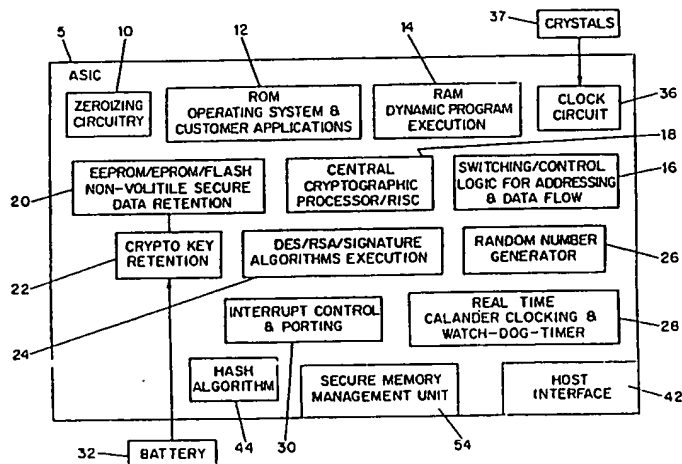 37
CRYSTALS
5
10
12
14
ASIC
ZEROIZING
CIRCUITRY
ROM
OPERATING SYSTEM &
CUSTOMER APPLICATIONS
RAM
DYNAMIC PROGRAM
EXECUTION
CLOCK
CIRCUIT
36
18
EEPROM/EPROM/FLASH
NON-VOLITILE SECURE
DATA RETENTION
CENTRAL
CRYPTOGRAPHIC
PROCESSOR/RISC
SWITCHING/CONTROL
LOGIC FOR ADDRESSING
& DATA FLOW
16
20
CRYPTO KEY
RETENTION
DES/RSA/SIGNATURE
ALGORITHMS EXECUTION
RANDOM NUMBER
GENERATOR
26
22
INTERRUPT CONTROL
& PORTING
REAL TIME
CALANDER CLOCKING &
WATCH-DOG-TIMER
28
24
HASH
ALGORITHM
SECURE MEMORY
MANAGEMENT UNIT
HOST
INTERFACE
42
32
BATTERY
44
30
54